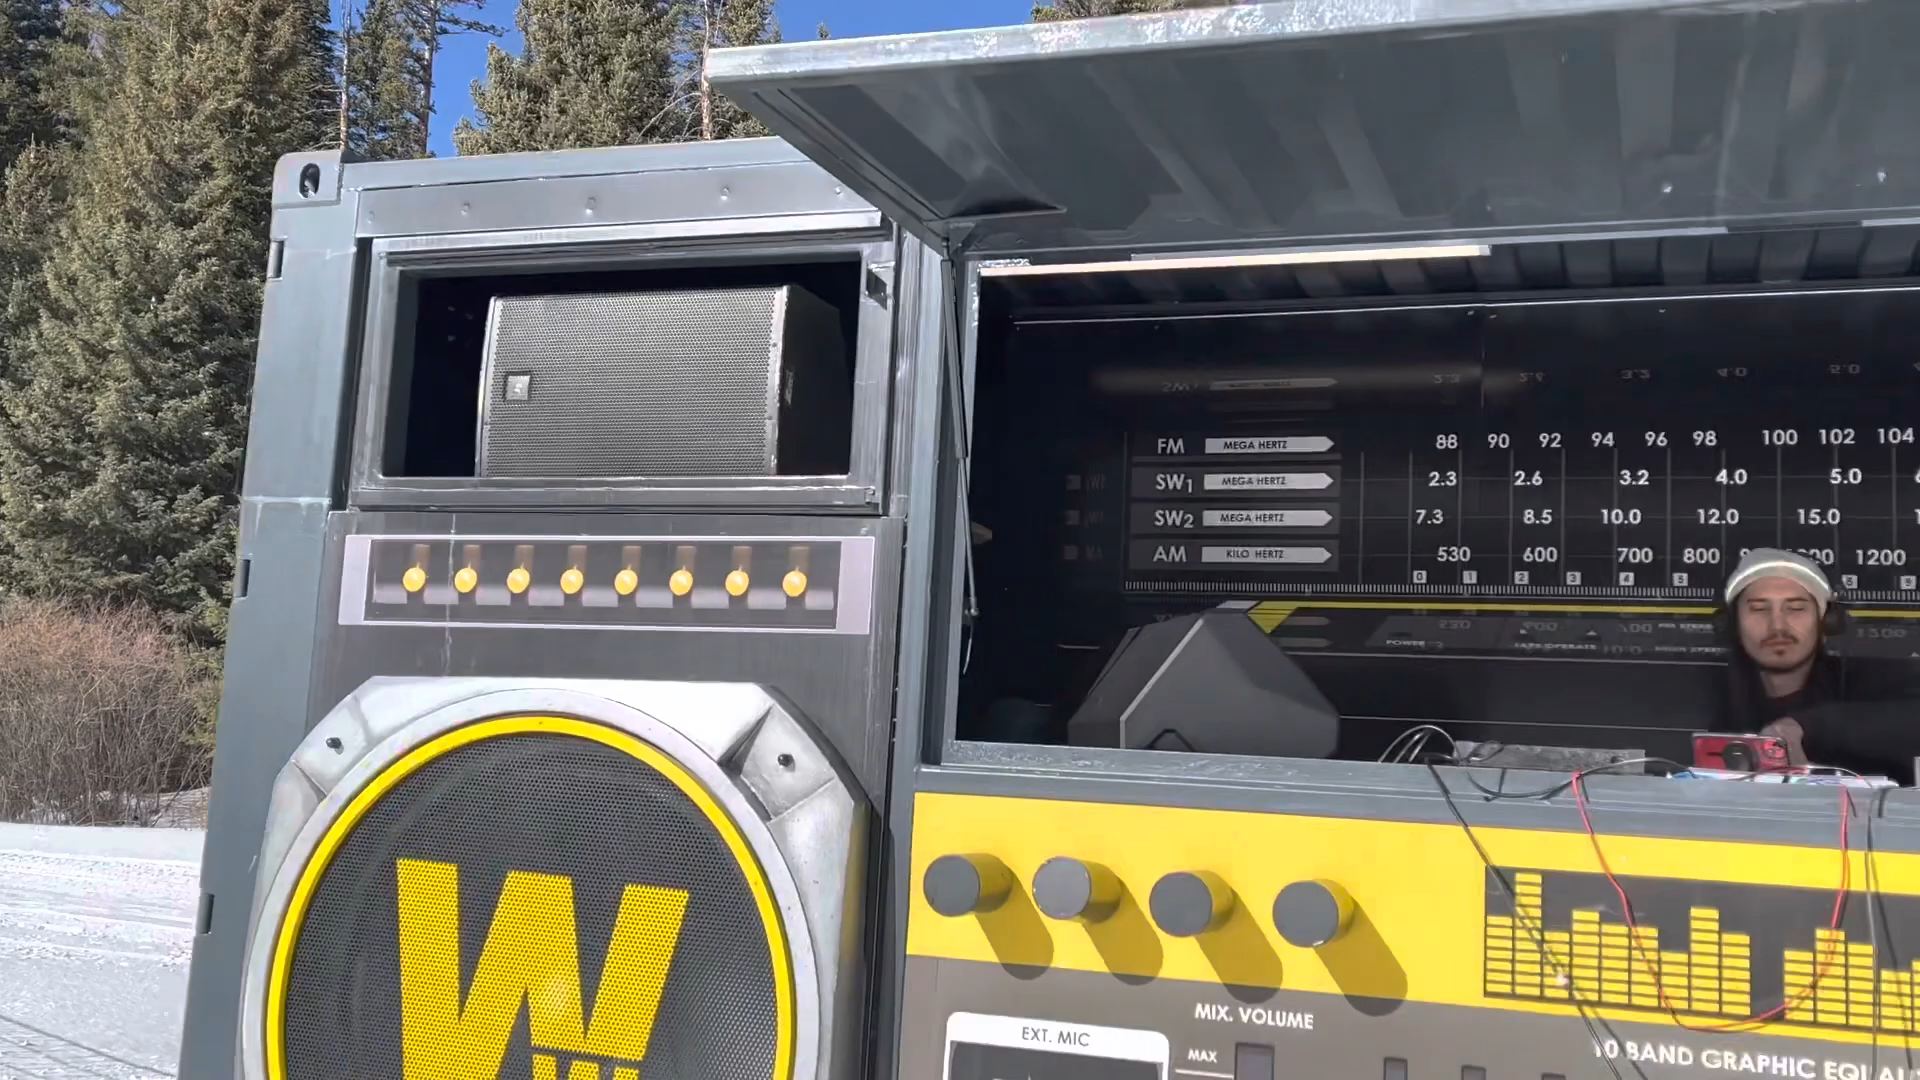 FM MEGA HERTZ 88 90 92 94 96 98 100 102 104
SW1 MEGA HERTZ 2.3 2.6 3.2 4.0 5.0
SW2 MEGA HERTZ 7.3 8.5 10.0 12.0 15.0
AM KILO HERTZ 530 600 700 800 1200
0 1 2 3 4 5
W
MIX. VOLUME
EXT. MIC
MAX
10 BAND GRAPHIC